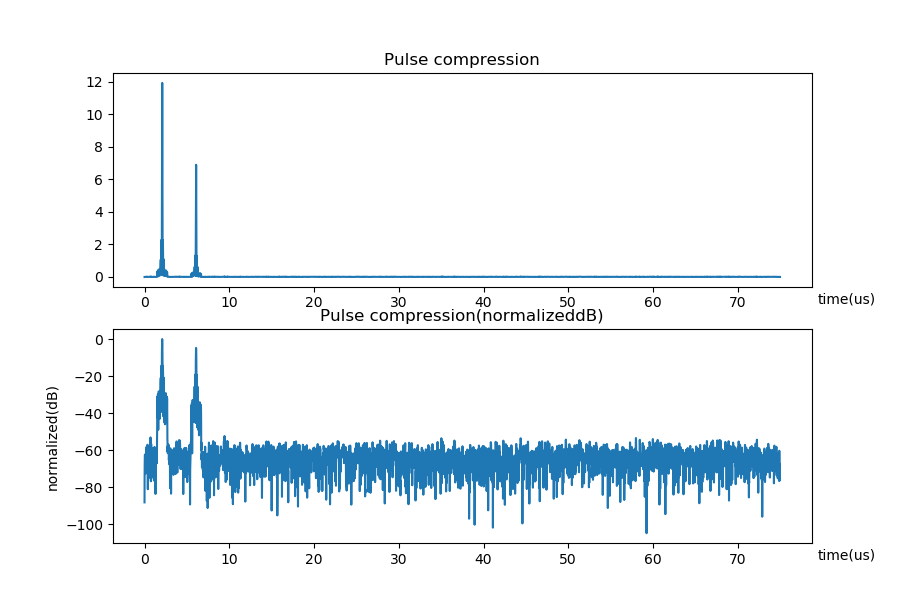 Pulse compression
12
10
8
6
4
2
0
0 10 20 30 40 50 60 70 time(us)
Pulse compression(normalizeddB)
normalized(dB)
0
−20
−40
−60
−80
−100
0 10 20 30 40 50 60 70 time(us)